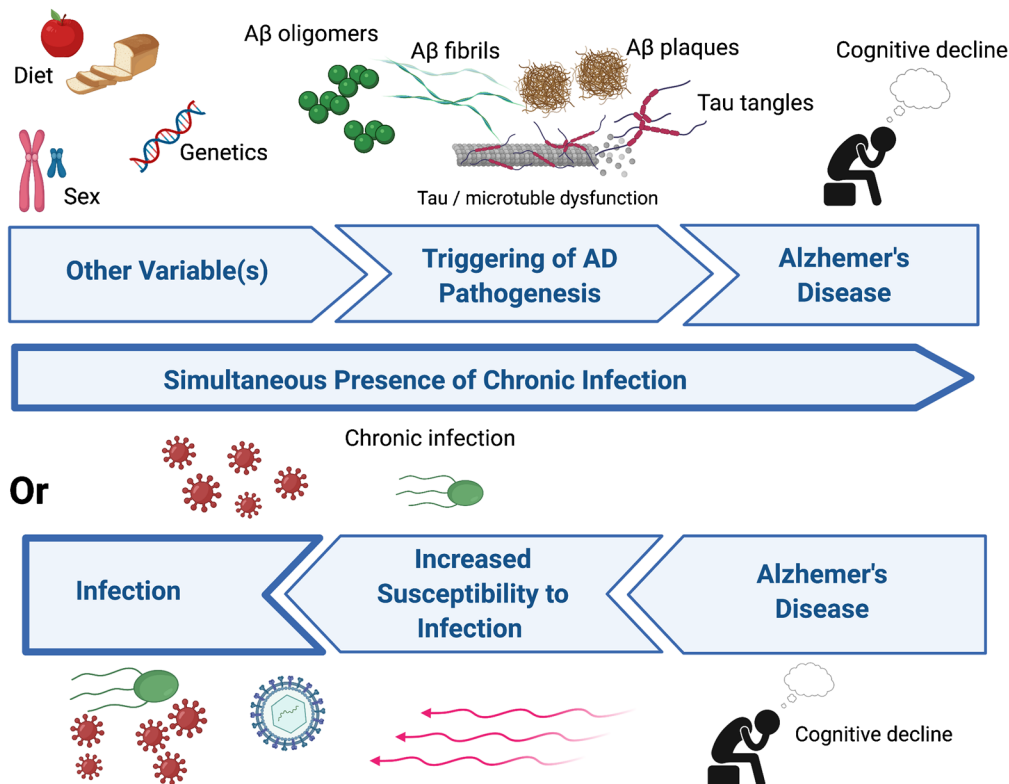 Diet
Genetics
Sex
Aβ oligomers
Aβ fibrils
Aβ plaques
Tau tangles
Tau / microtuble dysfunction
Cognitive decline
Other Variable(s)
Triggering of AD
Pathogenesis
Alzhemer's
Disease
Simultaneous Presence of Chronic Infection
Chronic infection
Or
Infection
Increased
Susceptibility to
Infection
Alzhemer's
Disease
Cognitive decline